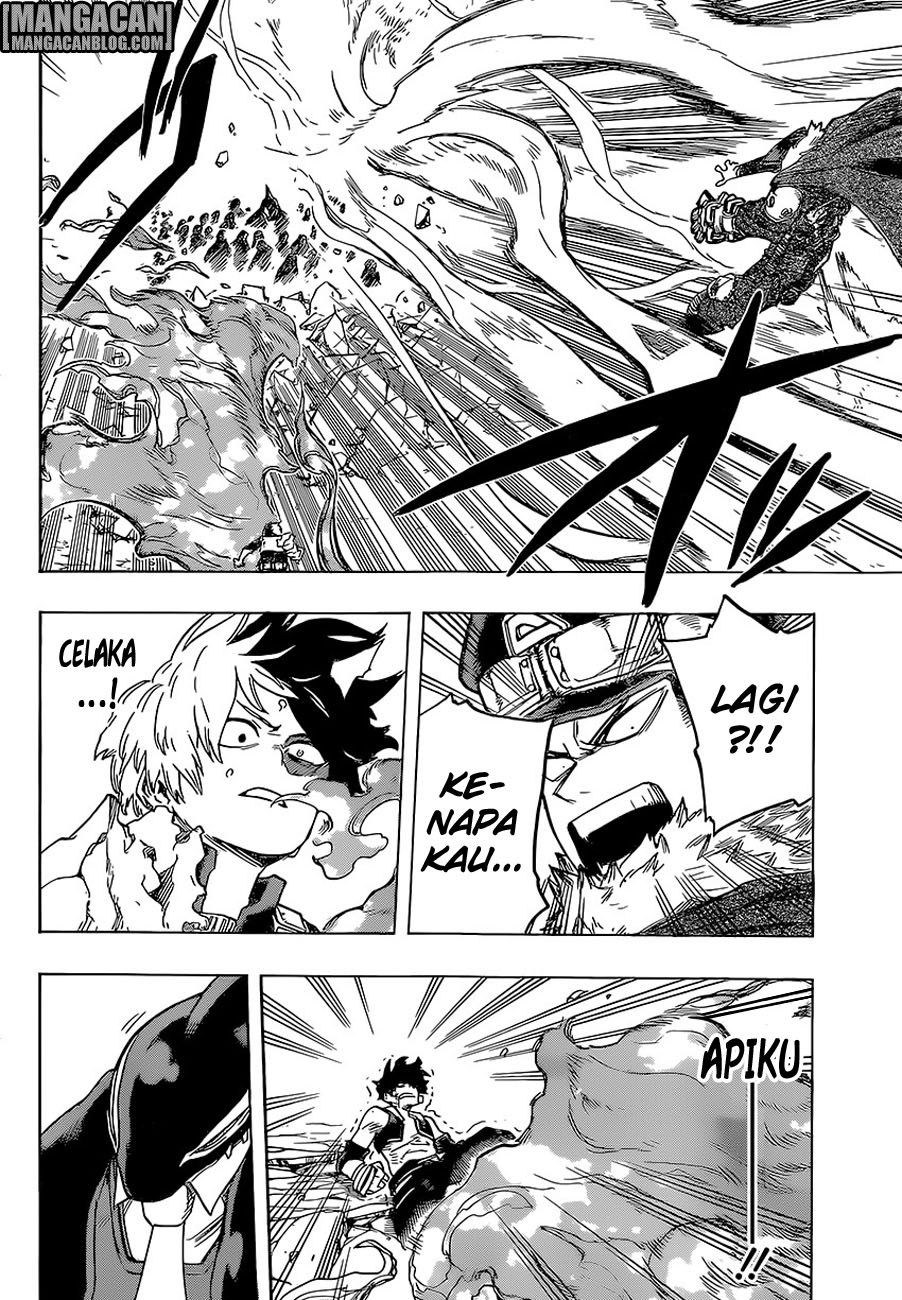 MANGACAN
MANGACANBLOG.COM
LAGI
?!!
KE-
NAPA
KAU...
CELAKA
...!
APIKU
!!